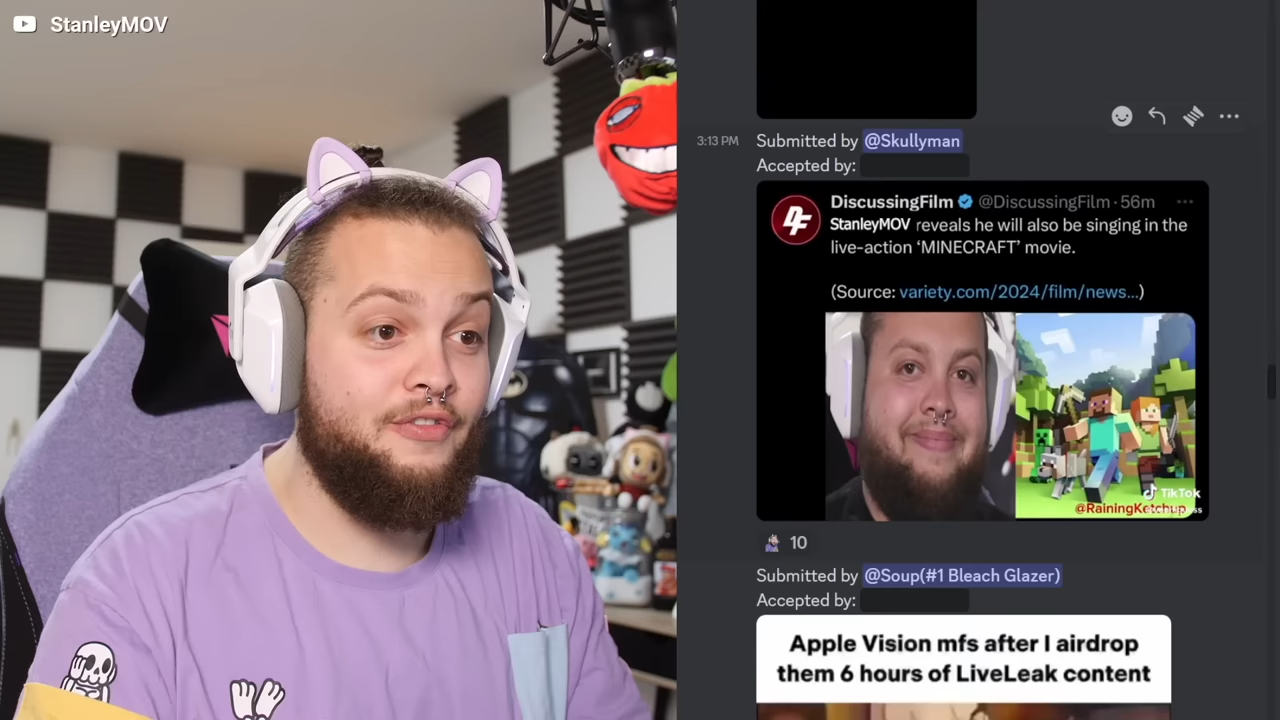 StanleyMOV
3:13 PM
Submitted by @Skullyman
Accepted by:
DF
DiscussingFilm @DiscussingFilm · 56m
StanleyMOV reveals he will also be singing in the
live-action ‘MINECRAFT’ movie.
(Source: variety.com/2024/film/news...)
TikTok
@RainingKetchup
10
Submitted by @Soup(#1 Bleach Glazer)
Accepted by:
Apple Vision mfs after I airdrop
them 6 hours of LiveLeak content